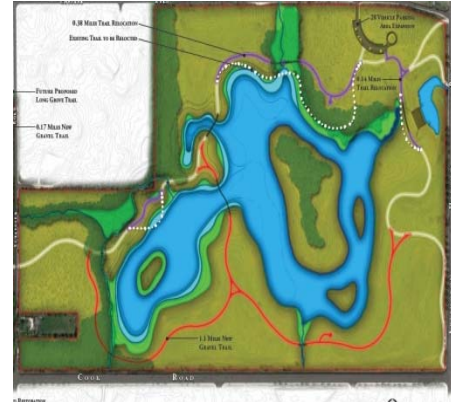 0.38 Miles Trail Relocation
Existing Trail to be Relocted
20 Vehicle Parking
Area Expansion
0.14 Miles
Trail Relocation
Future Proposed
Long Grove Trail
0.17 Miles New
Gravel Trail
1.1 Miles New
Gravel Trail
Cook Road